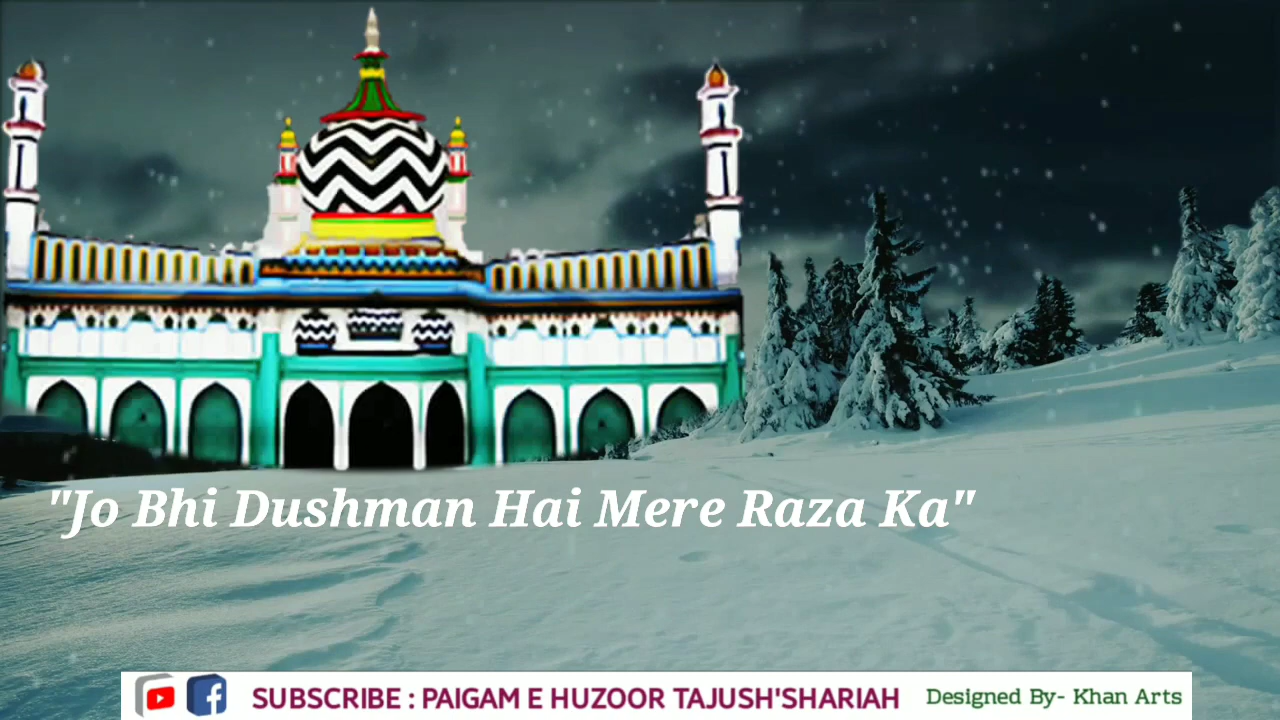 "Jo Bhi Dushman Hai Mere Raza Ka"
SUBSCRIBE : PAIGAM E HUZOOR TAJUSH'SHARIAH Designed By- Khan Arts